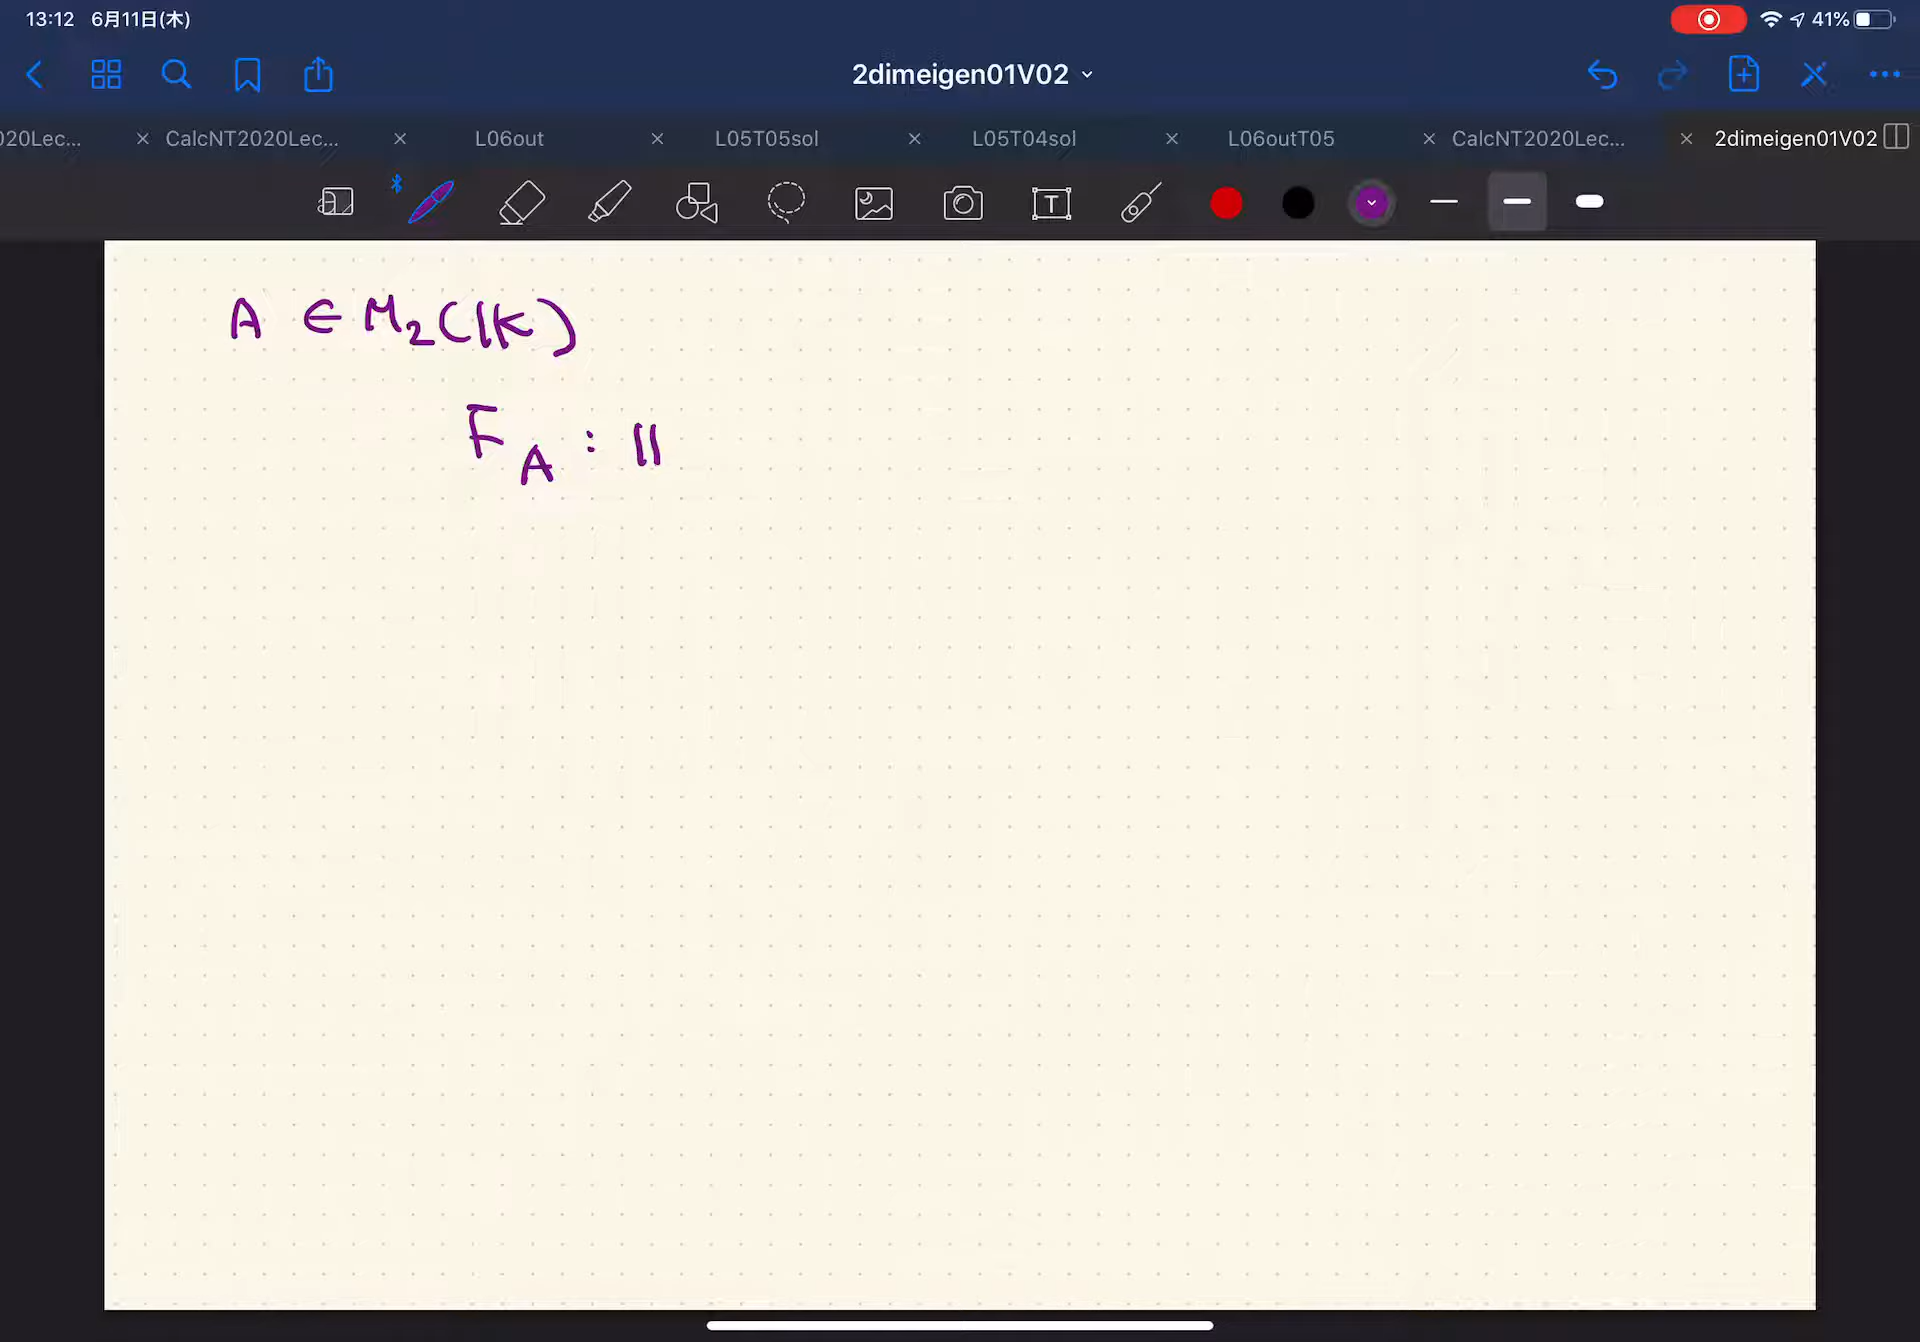 13:12 6月11日(木) 41%
2dimeigen01V02
020Lec... CalcNT2020Lec... L06out L05T05sol L05T04sol L06outT05 CalcNT2020Lec... 2dimeigen01V02
A ∈ M₂(𝕂)
F_A : ||